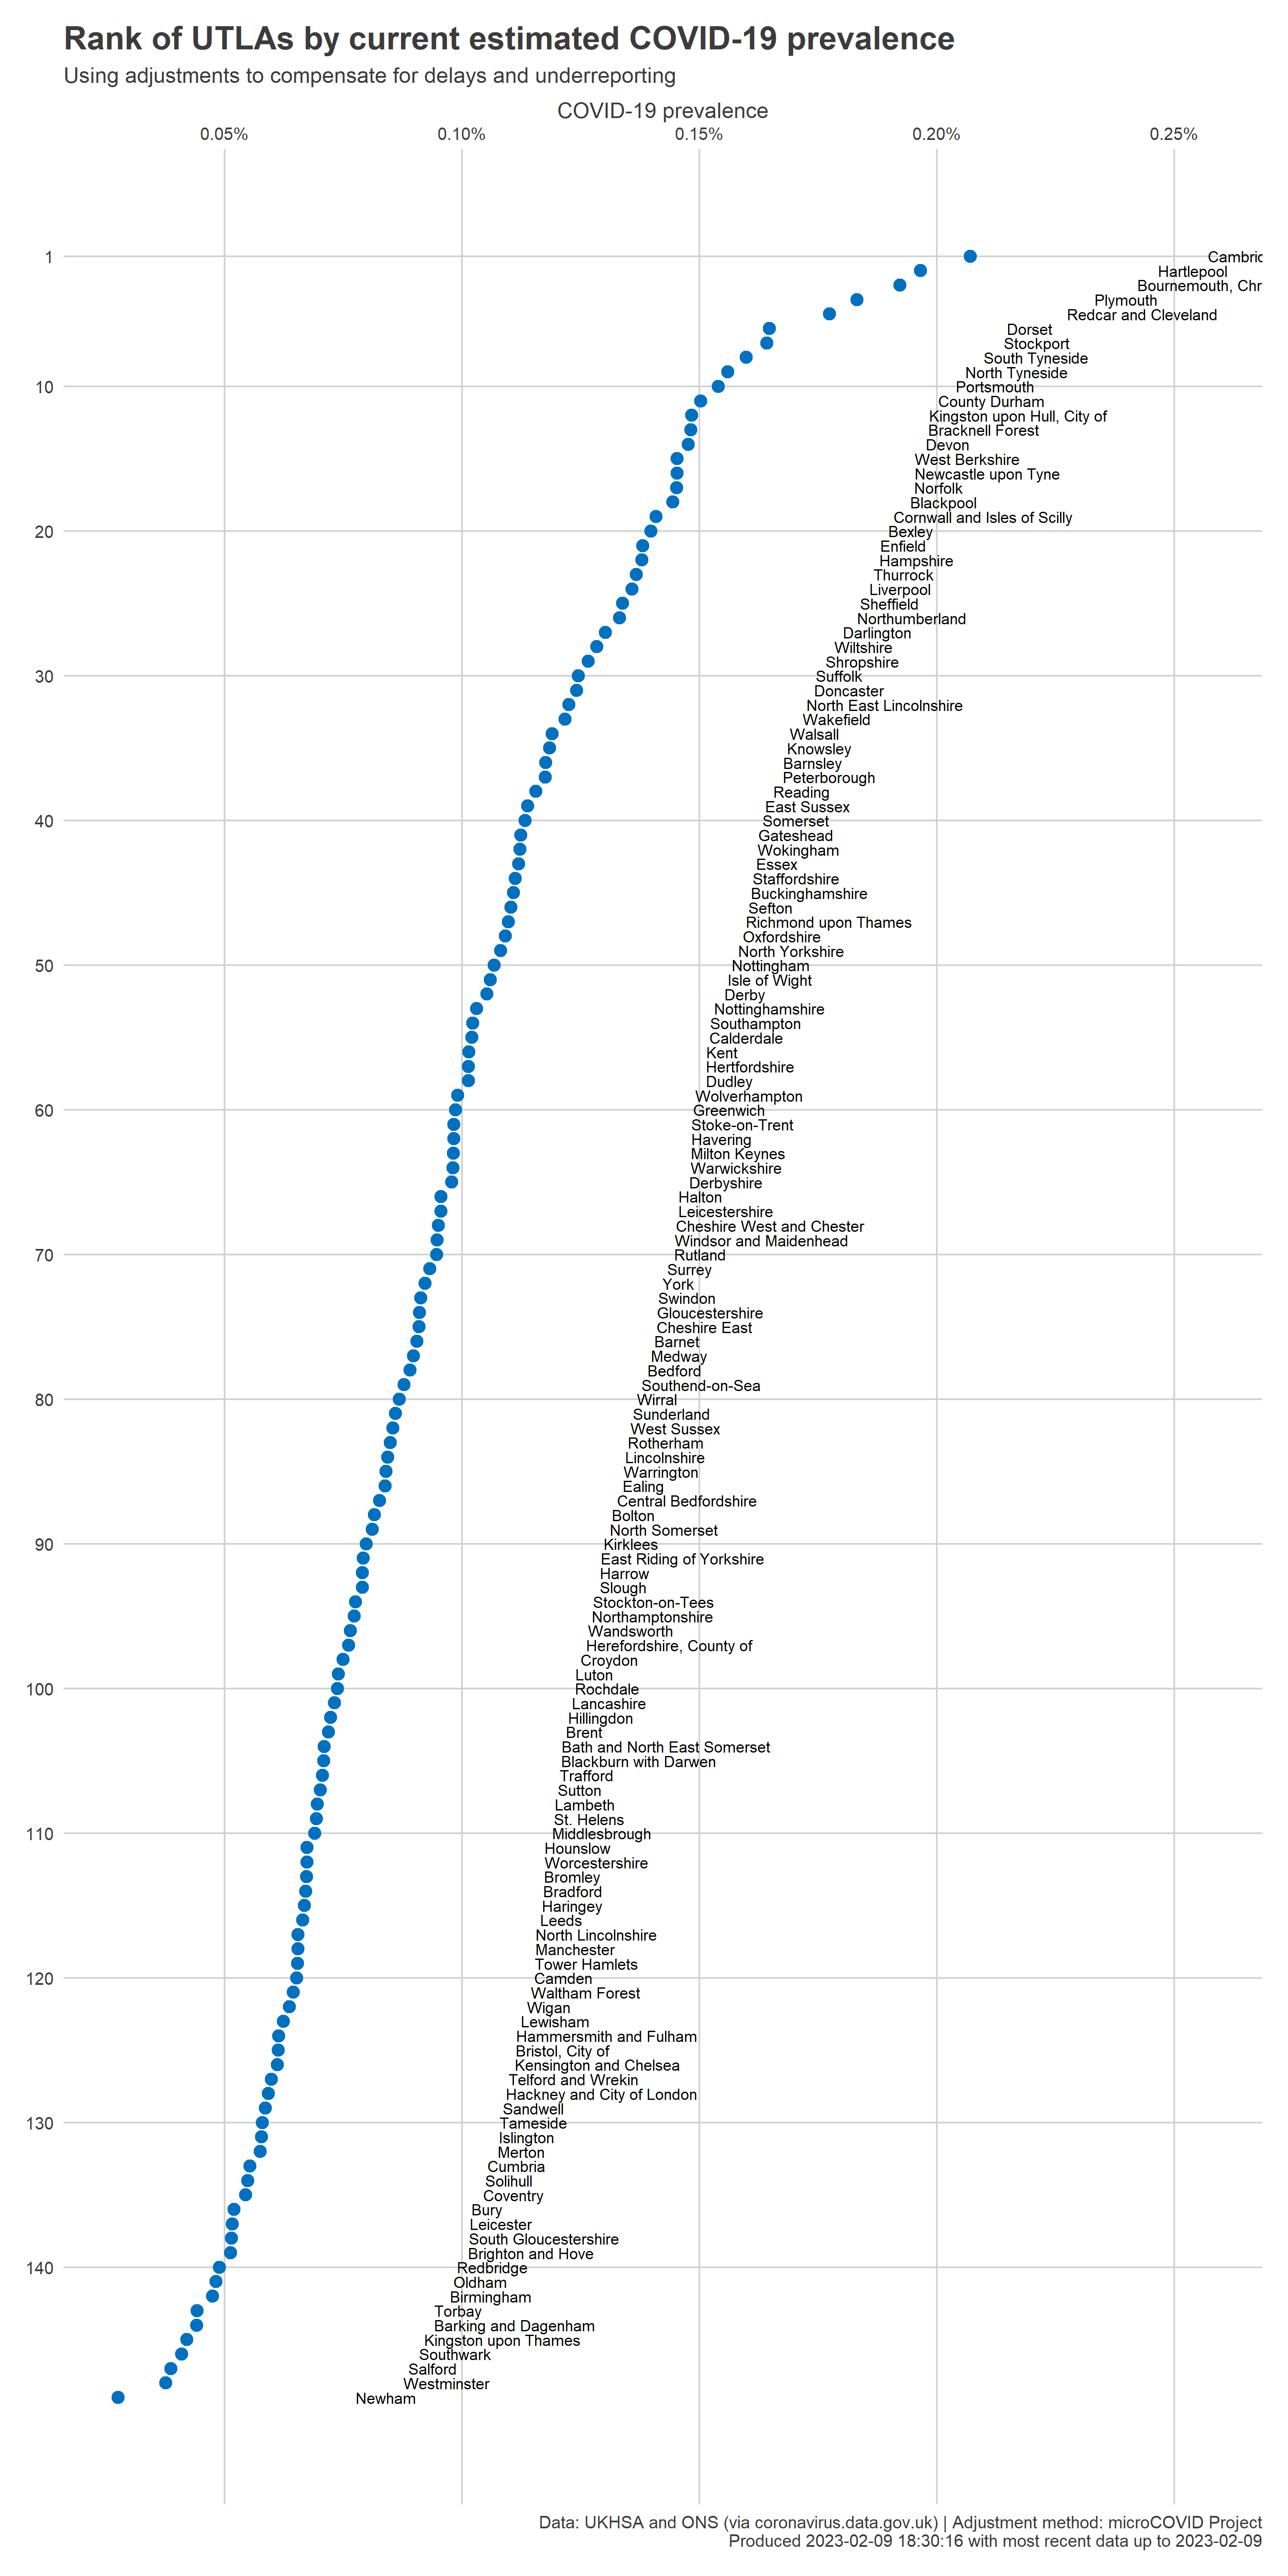 Rank of UTLAs by current estimated COVID-19 prevalence
Using adjustments to compensate for delays and underreporting
COVID-19 prevalence
0.05% 0.10% 0.15% 0.20% 0.25%
1 Cambric
Hartlepool
Bournemouth, Chr
Plymouth
Redcar and Cleveland
Dorset
Stockport
South Tyneside
North Tyneside
10 Portsmouth
County Durham
Kingston upon Hull, City of
Bracknell Forest
Devon
West Berkshire
Newcastle upon Tyne
Norfolk
Blackpool
Cornwall and Isles of Scilly
20 Bexley
Enfield
Hampshire
Thurrock
Liverpool
Sheffield
Northumberland
Darlington
Wiltshire
Shropshire
30 Suffolk
Doncaster
North East Lincolnshire
Wakefield
Walsall
Knowsley
Barnsley
Peterborough
Reading
East Sussex
40 Somerset
Gateshead
Wokingham
Essex
Staffordshire
Buckinghamshire
Sefton
Richmond upon Thames
Oxfordshire
North Yorkshire
50 Nottingham
Isle of Wight
Derby
Nottinghamshire
Southampton
Calderdale
Kent
Hertfordshire
Dudley
Wolverhampton
60 Greenwich
Stoke-on-Trent
Havering
Milton Keynes
Warwickshire
Derbyshire
Halton
Leicestershire
Cheshire West and Chester
Windsor and Maidenhead
70 Rutland
Surrey
York
Swindon
Gloucestershire
Cheshire East
Barnet
Medway
Bedford
Southend-on-Sea
80 Wirral
Sunderland
West Sussex
Rotherham
Lincolnshire
Warrington
Ealing
Central Bedfordshire
Bolton
North Somerset
90 Kirklees
East Riding of Yorkshire
Harrow
Slough
Stockton-on-Tees
Northamptonshire
Wandsworth
Herefordshire, County of
Croydon
Luton
100 Rochdale
Lancashire
Hillingdon
Brent
Bath and North East Somerset
Blackburn with Darwen
Trafford
Sutton
Lambeth
St. Helens
110 Middlesbrough
Hounslow
Worcestershire
Bromley
Bradford
Haringey
Leeds
North Lincolnshire
Manchester
Tower Hamlets
120 Camden
Waltham Forest
Wigan
Lewisham
Hammersmith and Fulham
Bristol, City of
Kensington and Chelsea
Telford and Wrekin
Hackney and City of London
Sandwell
130 Tameside
Islington
Merton
Cumbria
Solihull
Coventry
Bury
Leicester
South Gloucestershire
Brighton and Hove
140 Redbridge
Oldham
Birmingham
Torbay
Barking and Dagenham
Kingston upon Thames
Southwark
Salford
Westminster
Newham
Data: UKHSA and ONS (via coronavirus.data.gov.uk) | Adjustment method: microCOVID Project
Produced 2023-02-09 18:30:16 with most recent data up to 2023-02-09